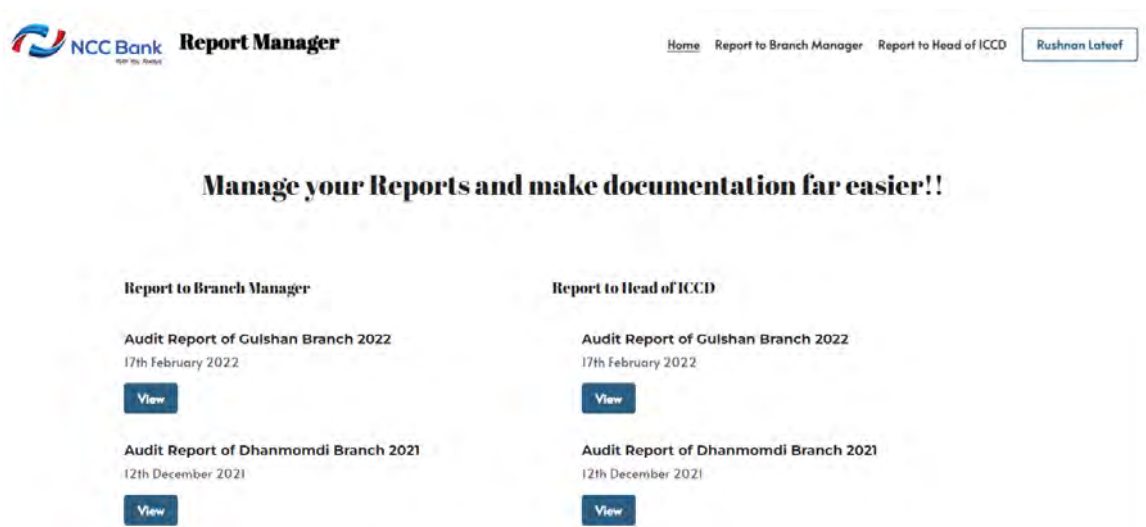 NCC Bank
With You Always
Report Manager
Home Report to Branch Manager Report to Head of ICCD Rushnan Lateef
Manage your Reports and make documentation far easier!!
Report to Branch Manager
Audit Report of Gulshan Branch 2022
17th February 2022
View
Audit Report of Dhanmomdi Branch 2021
12th December 2021
View
Report to Head of ICCD
Audit Report of Gulshan Branch 2022
17th February 2022
View
Audit Report of Dhanmomdi Branch 2021
12th December 2021
View